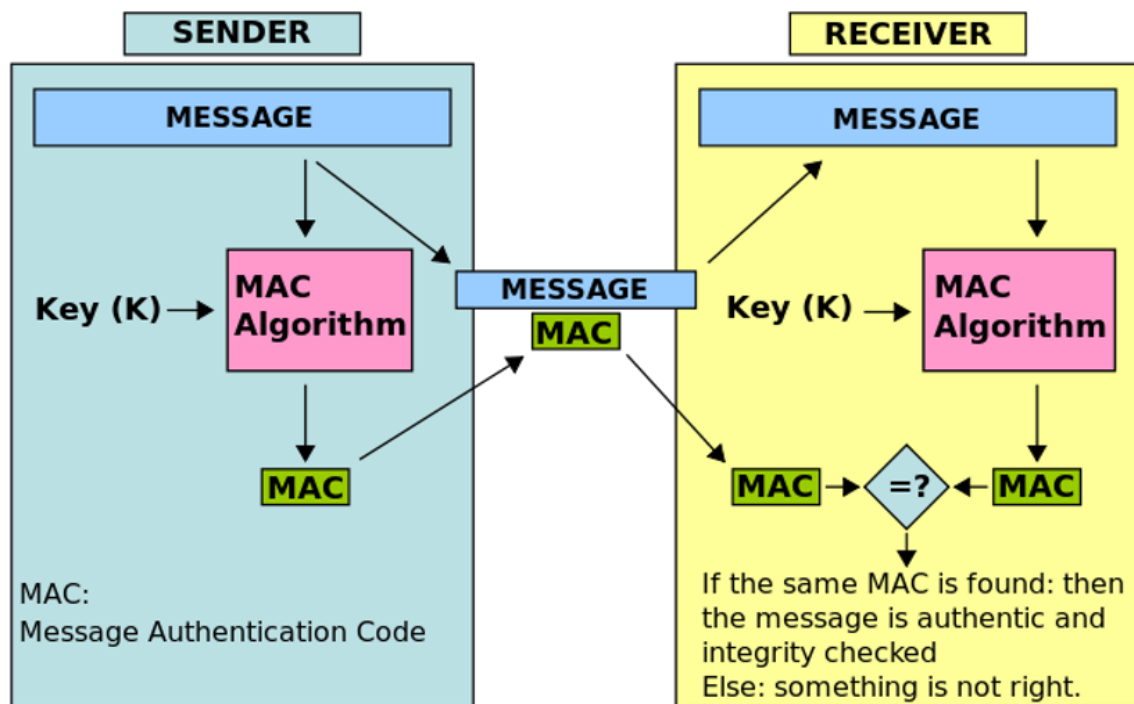 SENDER
MESSAGE
Key (K)
MAC
Algorithm
MAC
MAC:
Message Authentication Code
MESSAGE
MAC
RECEIVER
MESSAGE
Key (K)
MAC
Algorithm
MAC
=?
MAC
If the same MAC is found: then
the message is authentic and
integrity checked
Else: something is not right.